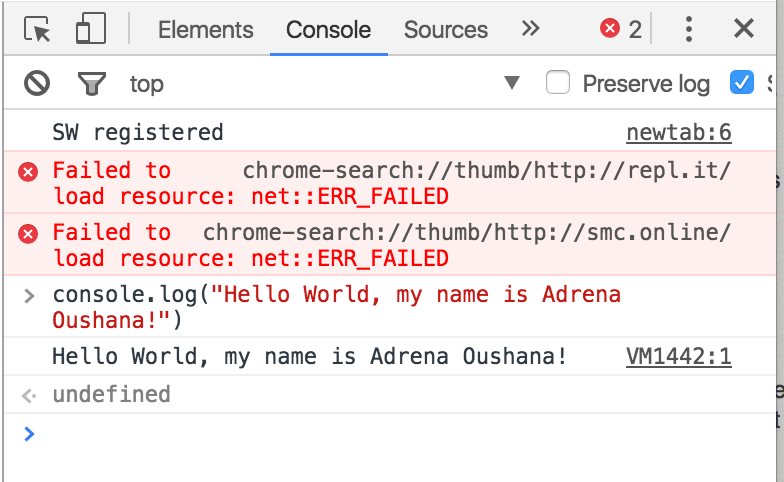 Elements Console Sources » 2
top ▼ Preserve log
SW registered newtab:6
Failed to chrome-search://thumb/http://repl.it/
load resource: net::ERR_FAILED
Failed to chrome-search://thumb/http://smc.online/
load resource: net::ERR_FAILED
> console.log("Hello World, my name is Adrena
Oushana!")
Hello World, my name is Adrena Oushana! VM1442:1
undefined
>